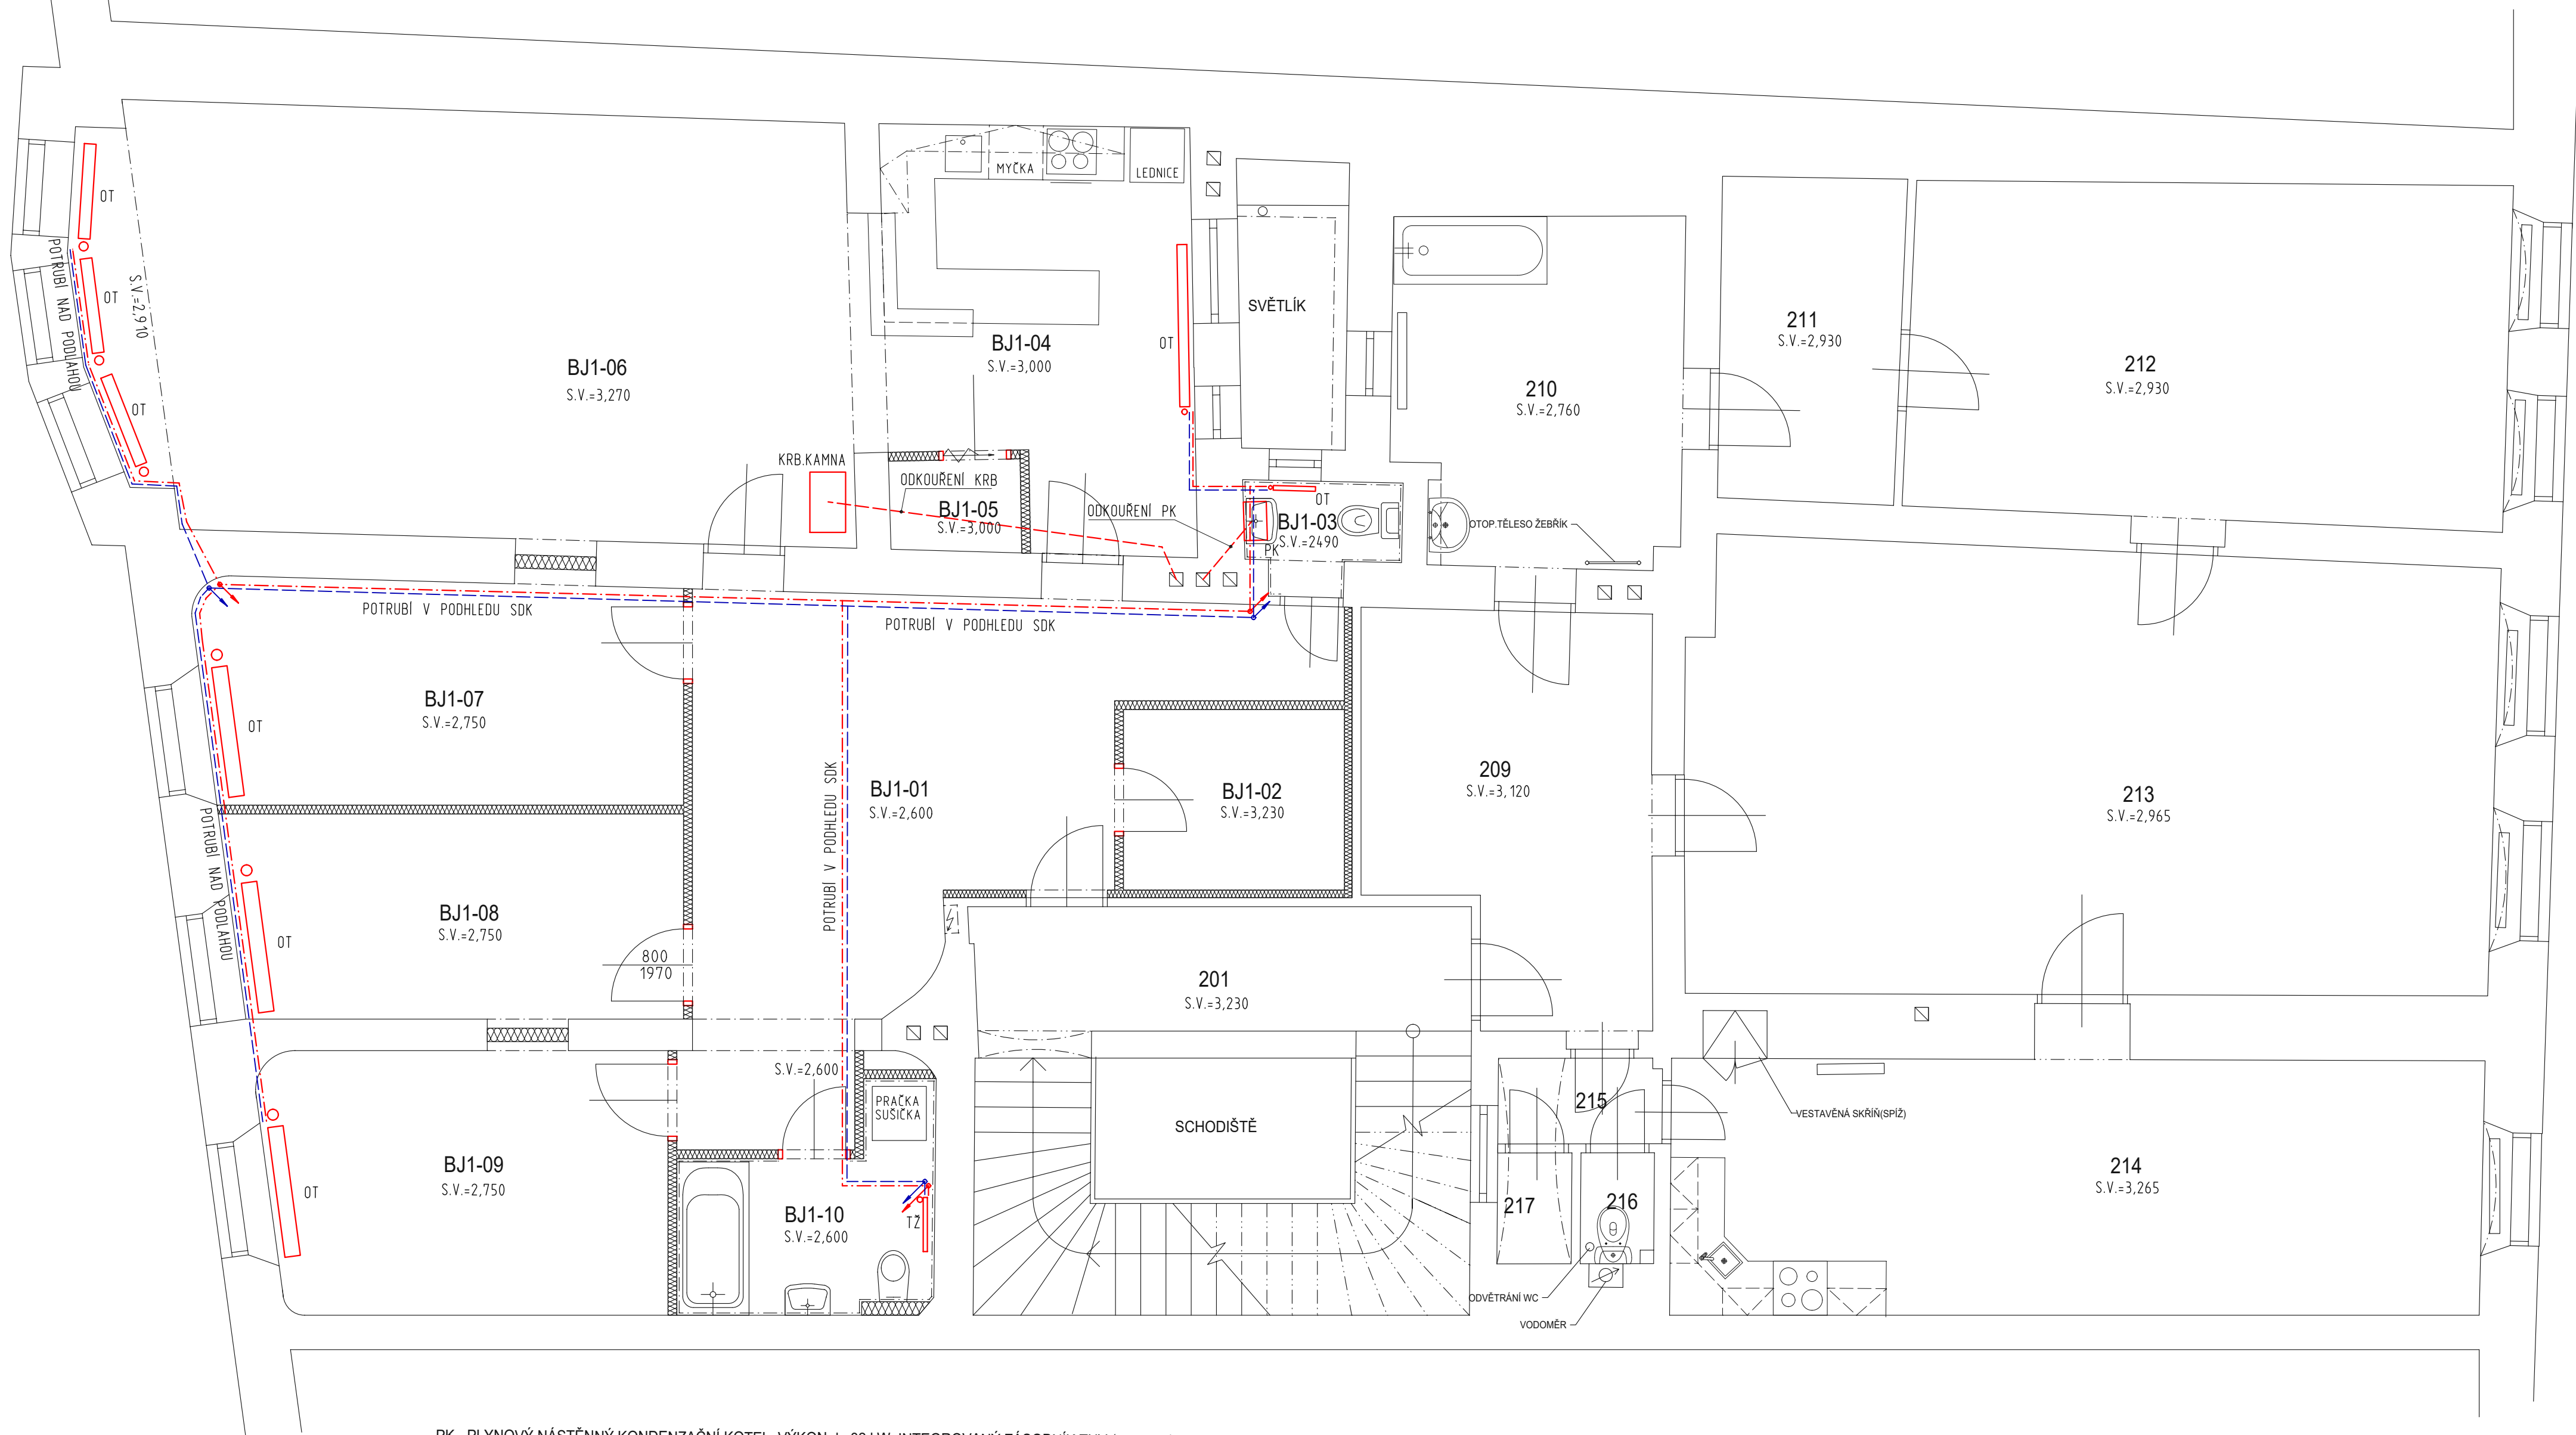 MYČKA
LEDNICE
OT
POTRUBÍ NAD PODLAHOU
S.V.=2,910
OT
OT
BJ1-06
S.V.=3,270
BJ1-04
S.V.=3,000
OT
SVĚTLÍK
210
S.V.=2,760
211
S.V.=2,930
212
S.V.=2,930
KRB.KAMNA
ODKOUŘENÍ KRB
BJ1-05
S.V.=3,000
ODKOUŘENÍ PK
OT
BJ1-03
S.V.=2490
PK
OTOP.TĚLESO ŽEBŘÍK
POTRUBÍ V PODHLEDU SDK
POTRUBÍ V PODHLEDU SDK
BJ1-07
S.V.=2,750
OT
POTRUBÍ V PODHLEDU SDK
BJ1-01
S.V.=2,600
BJ1-02
S.V.=3,230
209
S.V.=3,120
213
S.V.=2,965
POTRUBÍ NAD PODLAHOU
BJ1-08
S.V.=2,750
OT
800
1970
201
S.V.=3,230
S.V.=2,600
PRAČKA
SUŠIČKA
SCHODIŠTĚ
215
VESTAVĚNÁ SKŘÍŇ(SPÍŽ)
BJ1-09
S.V.=2,750
OT
BJ1-10
S.V.=2,600
TŽ
217
216
214
S.V.=3,265
ODVĚTRÁNÍ WC
VODOMĚR
PK - PLYNOVÝ NÁSTĚNNÝ KONDENZAČNÍ KOTEL